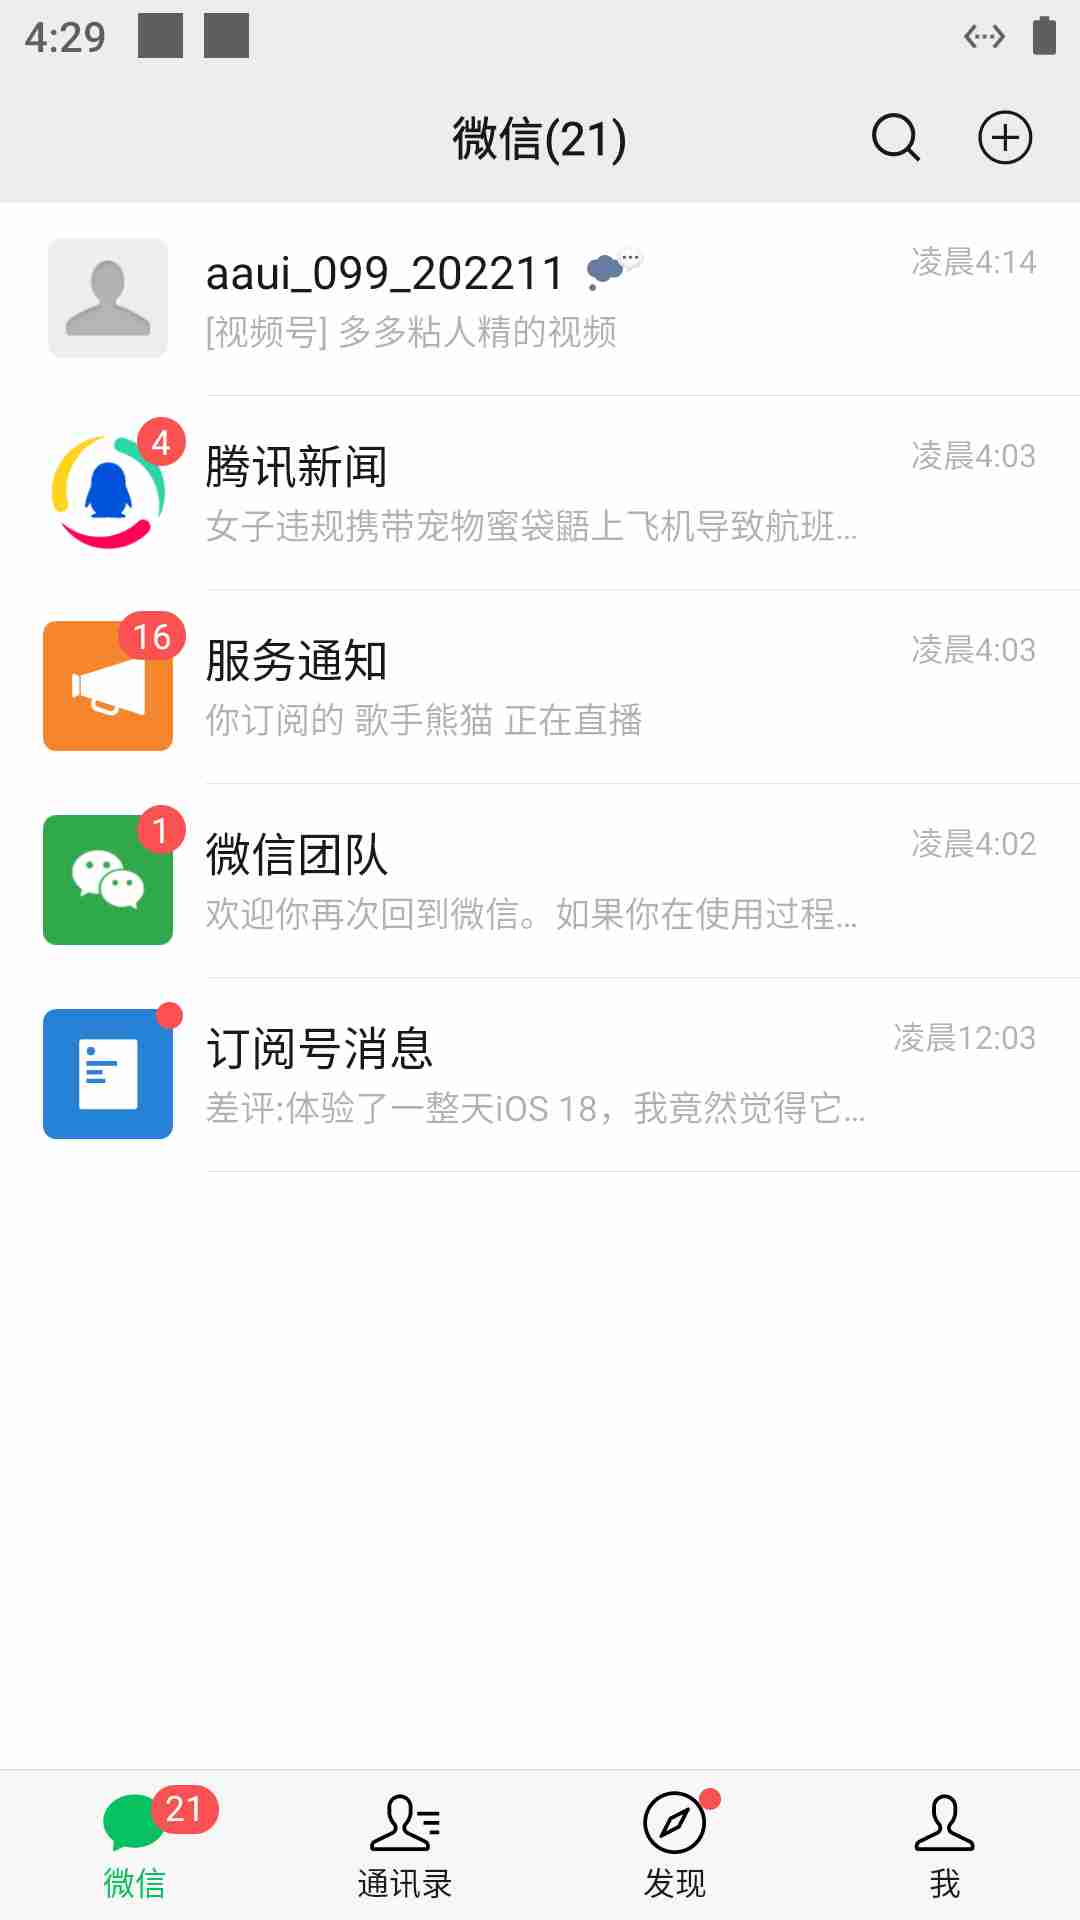 4:29
微信(21)
aaui_099_202211
凌晨4:14
[视频号] 多多粘人精的视频
4
腾讯新闻
凌晨4:03
女子违规携带宠物蜜袋鼯上飞机导致航班...
16
服务通知
凌晨4:03
你订阅的 歌手熊猫 正在直播
1
微信团队
凌晨4:02
欢迎你再次回到微信。如果你在使用过程...
订阅号消息
凌晨12:03
差评:体验了一整天iOS 18，我竟然觉得它...
21
微信
通讯录
发现
我